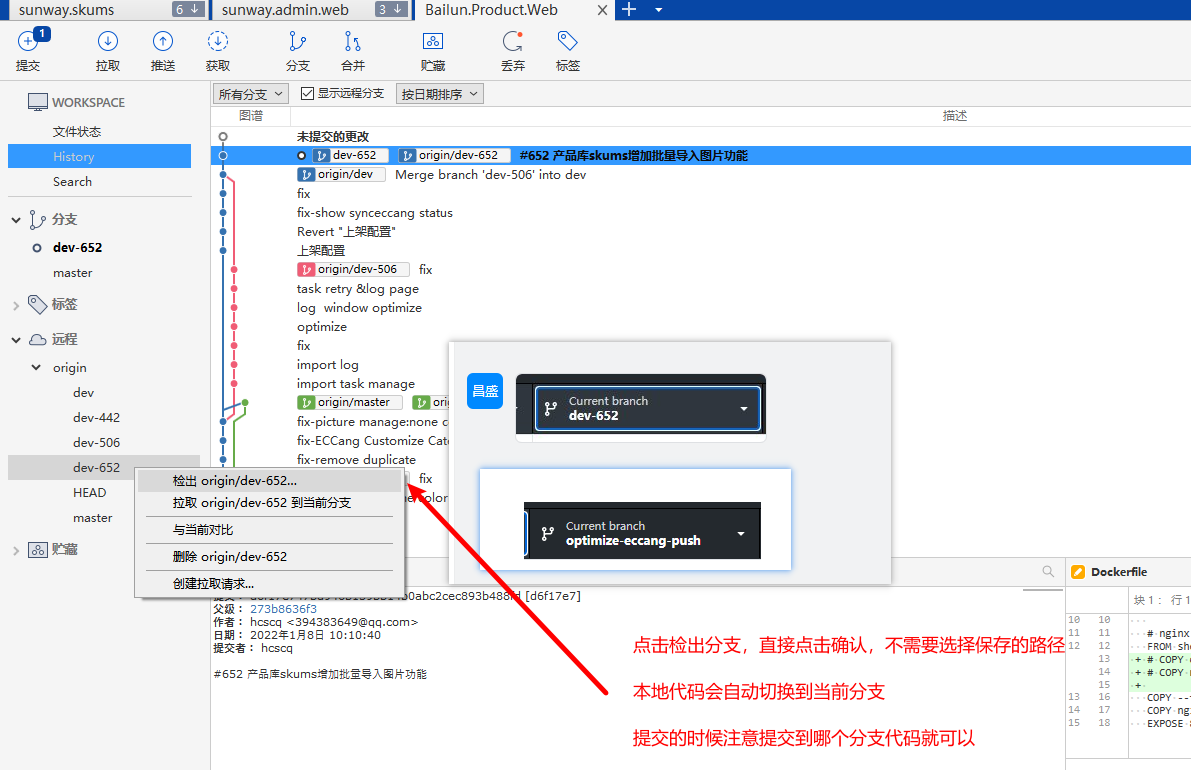 sunway.skums 6 ↓ sunway.admin.web 3 ↓ Bailun.Product.Web
1
提交 拉取 推送 获取 分支 合并 贮藏 丢弃 标签
WORKSPACE
文件状态
History
Search
分支
dev-652
master
标签
远程
origin
dev
dev-442
dev-506
dev-652
HEAD
master
贮藏
所有分支 显示远程分支 按日期排序
图谱 描述
未提交的更改
dev-652 origin/dev-652 #652 产品库skums增加批量导入图片功能
origin/dev Merge branch 'dev-506' into dev
fix
fix-show synceccang status
Revert "上架配置"
上架配置
origin/dev-506 fix
task retry &log page
log window optimize
optimize
fix
import log
import task manage
origin/master
fix-picture manage:none
fix-ECCang Customize
fix-remove duplicate
fix
检出 origin/dev-652...
拉取 origin/dev-652 到当前分支
与当前对比
删除 origin/dev-652
创建拉取请求...
昌盛
Current branch
dev-652
Current branch
optimize-eccang-push
[d6f17e7]
父级： 273b8636f3
作者： hcscq <394383649@qq.com>
日期： 2022年1月8日 10:10:40
提交者： hcscq
#652 产品库skums增加批量导入图片功能
点击检出分支，直接点击确认，不需要选择保存的路径
本地代码会自动切换到当前分支
提交的时候注意提交到哪个分支代码就可以
Dockerfile
块 1： 行 1
10 10
11 11 # nginx
12 12 FROM
13 + # COPY
14 + # COPY
15 +
13 16 COPY
14 17 COPY
15 18 EXPOSE